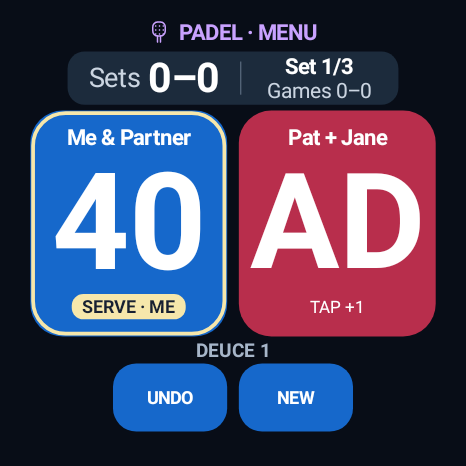 PADEL · MENU
Sets 0–0
Set 1/3
Games 0–0
Me & Partner
40
SERVE · ME
Pat + Jane
AD
TAP +1
DEUCE 1
UNDO
NEW